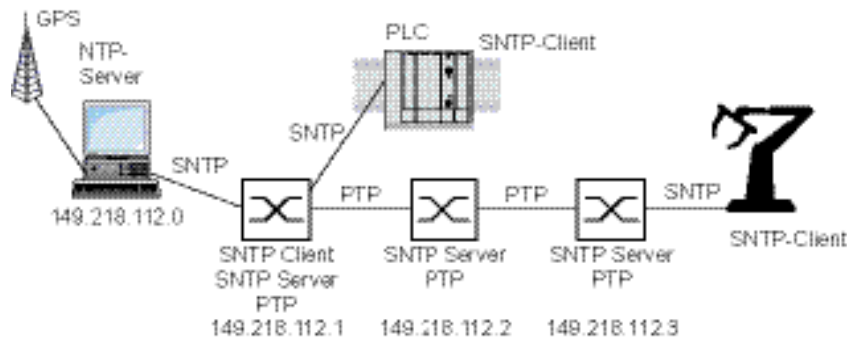 GPS
NTP-
Server
PLC
SNTP-Client
SNTP
SNTP
149.218.112.0
PTP
PTP
SNTP
SNTP-Client
SNTP Client
SNTP Server
PTP
149.218.112.1
SNTP Server
PTP
149.218.112.2
SNTP Server
PTP
149.218.112.3